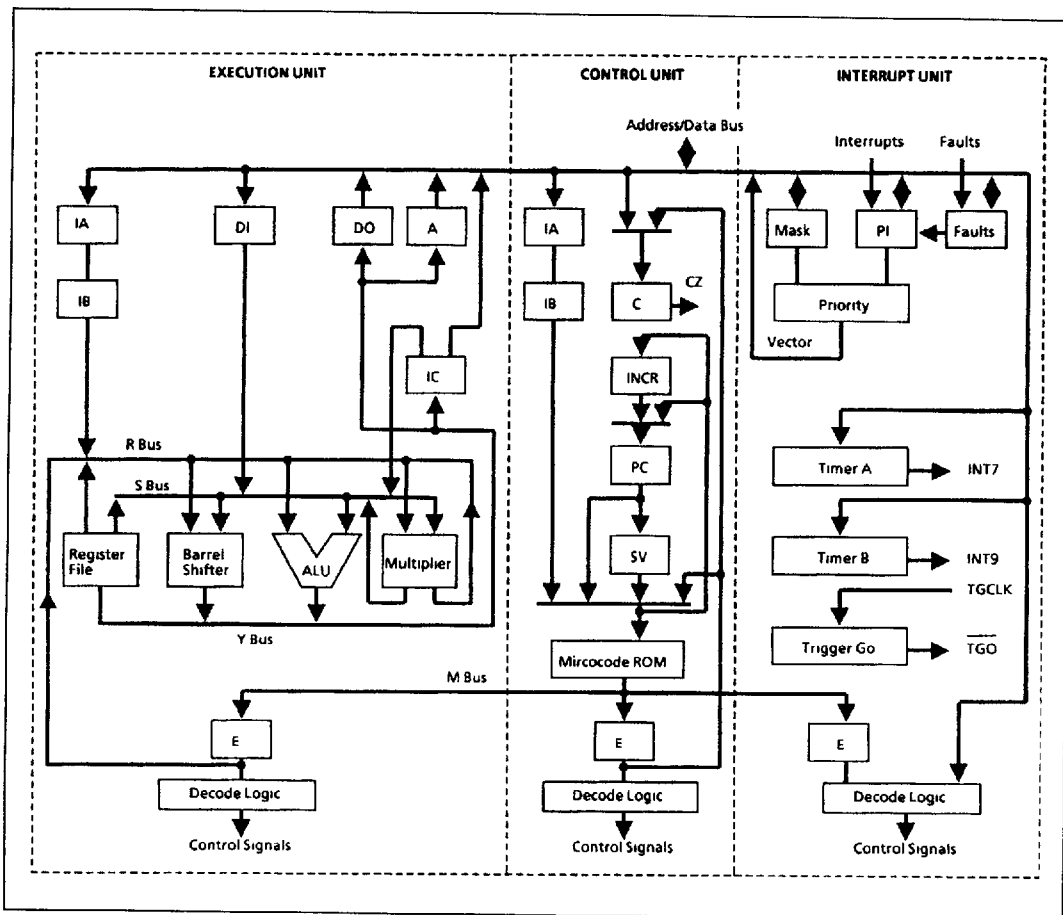 EXECUTION UNIT
CONTROL UNIT
INTERRUPT UNIT
Address/Data Bus
Interrupts
Faults
IA
DI
DO
A
IA
Mask
PI
Faults
IB
IB
C
CZ
Priority
Vector
IC
INCR
R Bus
PC
Timer A
INT7
S Bus
Register
File
Barrel
Shifter
ALU
Multiplier
SV
Timer B
INT9
TGCLK
Y Bus
Mircocode ROM
Trigger Go
TGO
M Bus
E
E
E
Decode Logic
Decode Logic
Decode Logic
Control Signals
Control Signals
Control Signals